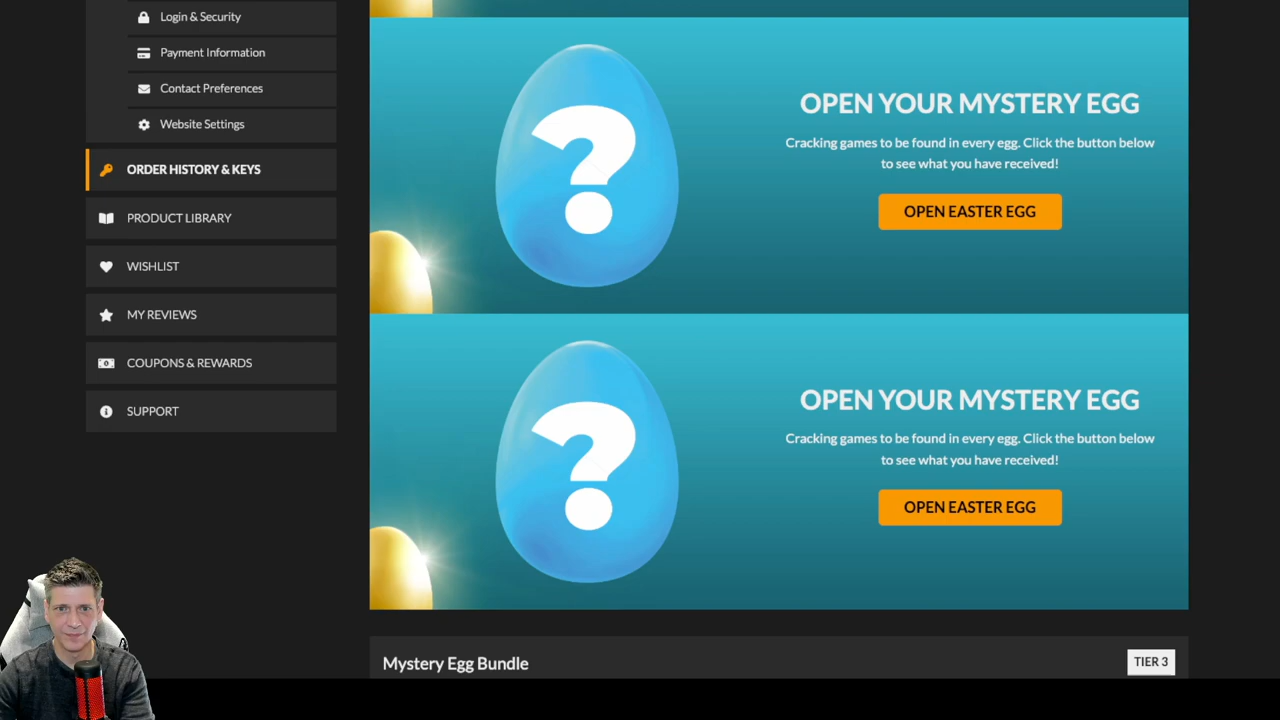 Login & Security
Payment Information
Contact Preferences
Website Settings
ORDER HISTORY & KEYS
PRODUCT LIBRARY
WISHLIST
MY REVIEWS
COUPONS & REWARDS
SUPPORT
?
OPEN YOUR MYSTERY EGG
Cracking games to be found in every egg. Click the button below
to see what you have received!
OPEN EASTER EGG
?
OPEN YOUR MYSTERY EGG
Cracking games to be found in every egg. Click the button below
to see what you have received!
OPEN EASTER EGG
Mystery Egg Bundle
TIER 3